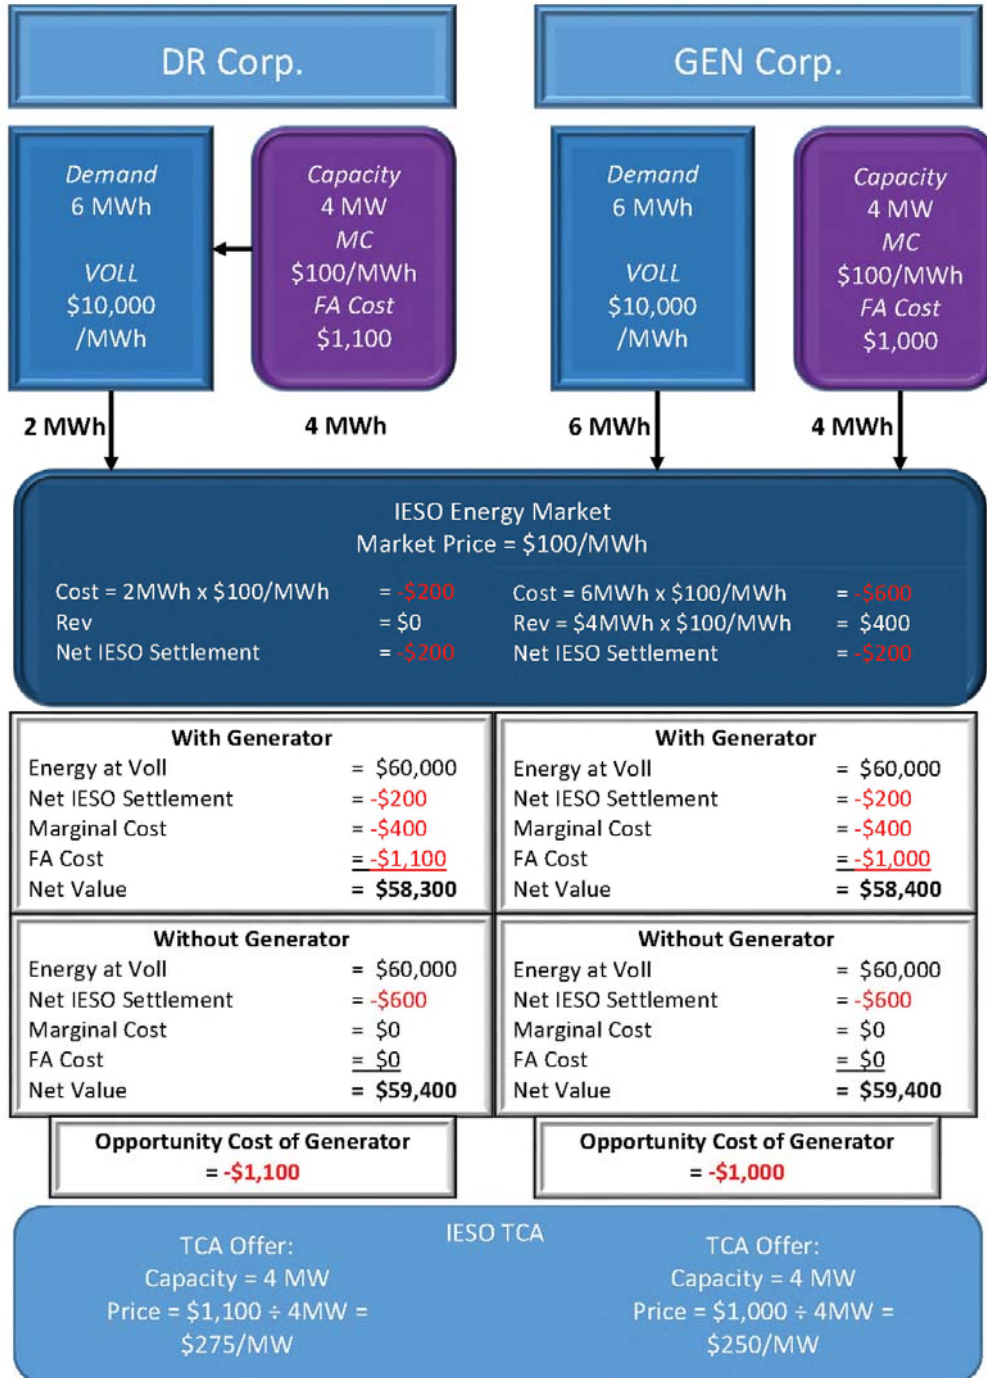 DR Corp.
GEN Corp.
Demand
6 MWh
VOLL
$10,000
/MWh
Capacity
4 MW
MC
$100/MWh
FA Cost
$1,100
Demand
6 MWh
VOLL
$10,000
/MWh
Capacity
4 MW
MC
$100/MWh
FA Cost
$1,000
2 MWh
4 MWh
6 MWh
4 MWh
IESO Energy Market
Market Price = $100/MWh
Cost = 2MWh x $100/MWh = -$200
Rev = $0
Net IESO Settlement = -$200
Cost = 6MWh x $100/MWh = -$600
Rev = $4MWh x $100/MWh = $400
Net IESO Settlement = -$200
With Generator
Energy at Voll = $60,000
Net IESO Settlement = -$200
Marginal Cost = -$400
FA Cost = -$1,100
Net Value = $58,300
With Generator
Energy at Voll = $60,000
Net IESO Settlement = -$200
Marginal Cost = -$400
FA Cost = -$1,000
Net Value = $58,400
Without Generator
Energy at Voll = $60,000
Net IESO Settlement = -$600
Marginal Cost = $0
FA Cost = $0
Net Value = $59,400
Without Generator
Energy at Voll = $60,000
Net IESO Settlement = -$600
Marginal Cost = $0
FA Cost = $0
Net Value = $59,400
Opportunity Cost of Generator
= -$1,100
Opportunity Cost of Generator
= -$1,000
IESO TCA
TCA Offer:
Capacity = 4 MW
Price = $1,100 ÷ 4MW =
$275/MW
TCA Offer:
Capacity = 4 MW
Price = $1,000 ÷ 4MW =
$250/MW